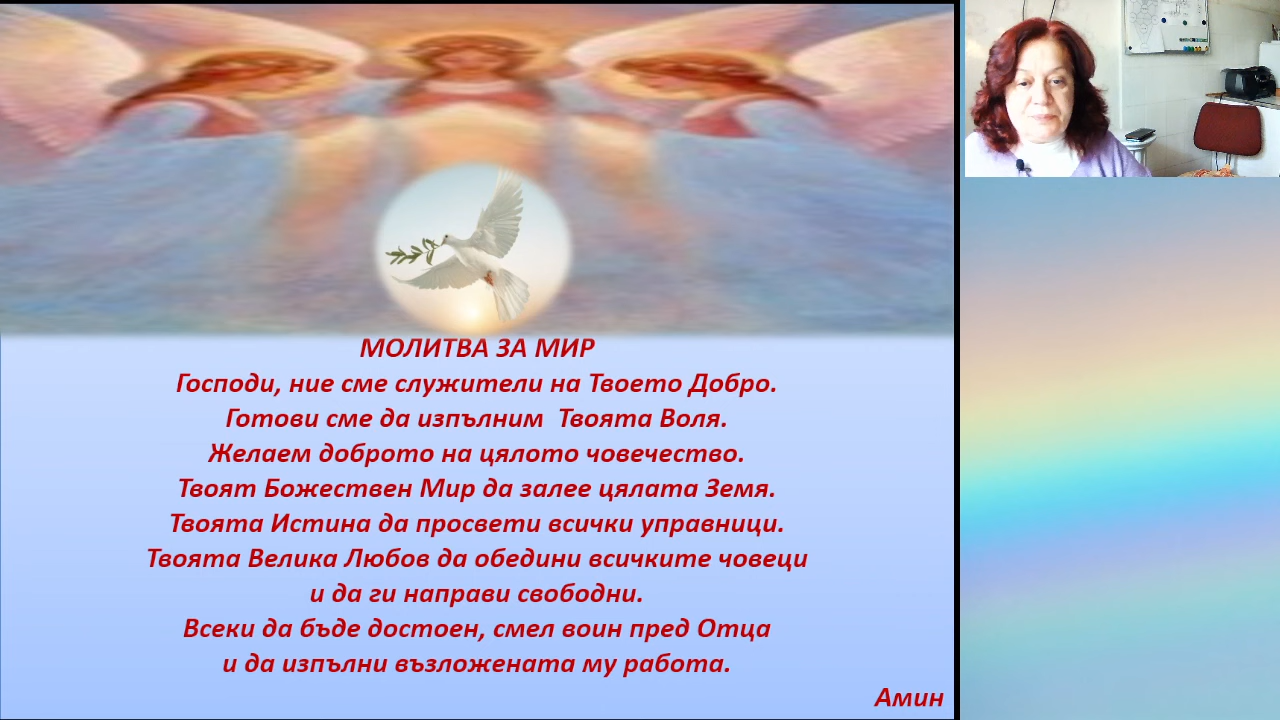 МОЛИТВА ЗА МИР
Господи, ние сме служители на Твоето Добро.
Готови сме да изпълним  Твоята Воля.
Желаем доброто на цялото човечество.
Твоят Божествен Мир да залее цялата Земя.
Твоята Истина да просвети всички управници.
Твоята Велика Любов да обедини всичките човеци
и да ги направи свободни.
Всеки да бъде достоен, смел воин пред Отца
и да изпълни възложената му работа.
Амин